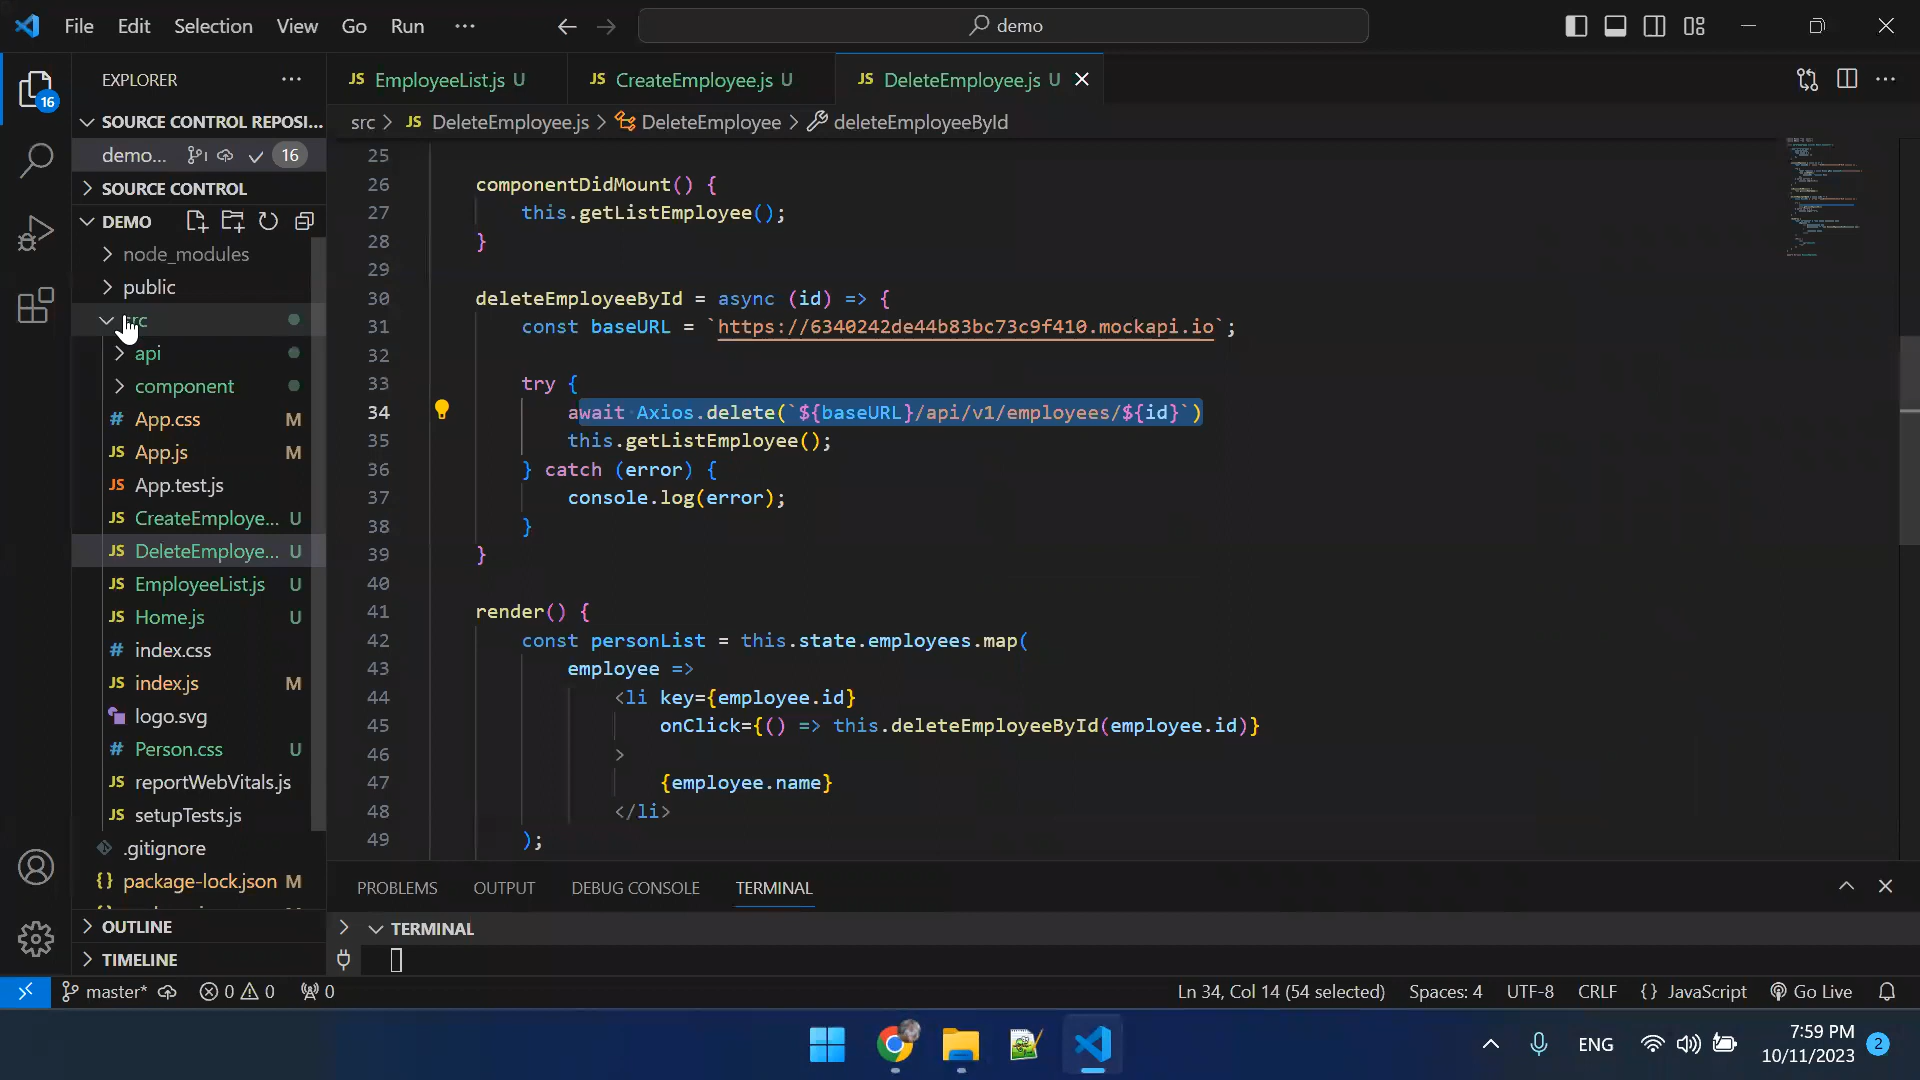 File Edit Selection View Go Run ···
demo
EXPLORER ···
SOURCE CONTROL REPOSI...
demo... 16
SOURCE CONTROL
DEMO
node_modules
public
src
api
component
# App.css M
JS App.js M
JS App.test.js
JS CreateEmploye... U
JS DeleteEmploye... U
JS EmployeeList.js U
JS Home.js U
# index.css
JS index.js M
logo.svg
# Person.css U
JS reportWebVitals.js
JS setupTests.js
.gitignore
{} package-lock.json M
OUTLINE
TIMELINE
16
JS EmployeeList.js U JS CreateEmployee.js U JS DeleteEmployee.js U
src > JS DeleteEmployee.js > DeleteEmployee > deleteEmployeeById
25
26 componentDidMount() {
27 this.getListEmployee();
28 }
29
30 deleteEmployeeById = async (id) => {
31 const baseURL = `https://6340242de44b83bc73c9f410.mockapi.io`;
32
33 try {
34 await Axios.delete(`${baseURL}/api/v1/employees/${id}`)
35 this.getListEmployee();
36 } catch (error) {
37 console.log(error);
38 }
39 }
40
41 render() {
42 const personList = this.state.employees.map(
43 employee =>
44 <li key={employee.id}
45 onClick={() => this.deleteEmployeeById(employee.id)}
46 >
47 {employee.name}
48 </li>
49 );
PROBLEMS OUTPUT DEBUG CONSOLE TERMINAL
TERMINAL
master* 0 0 0 Ln 34, Col 14 (54 selected) Spaces: 4 UTF-8 CRLF {} JavaScript Go Live
ENG 7:59 PM 2
10/11/2023